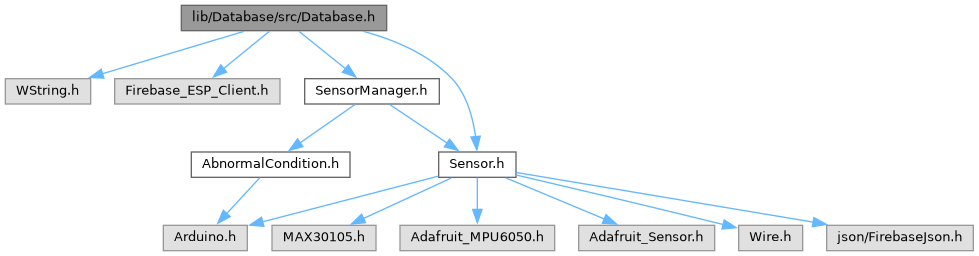 lib/Database/src/Database.h
WString.h
Firebase_ESP_Client.h
SensorManager.h
AbnormalCondition.h
Sensor.h
Arduino.h
MAX30105.h
Adafruit_MPU6050.h
Adafruit_Sensor.h
Wire.h
json/FirebaseJson.h